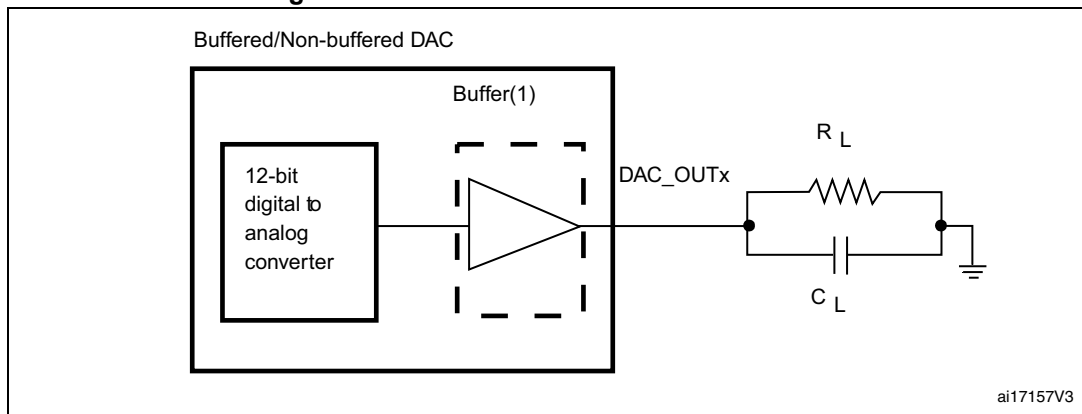 Buffered/Non-buffered DAC
Buffer(1)
12-bit
digital to
analog
converter
DAC_OUTx
R L
C L
ai17157V3